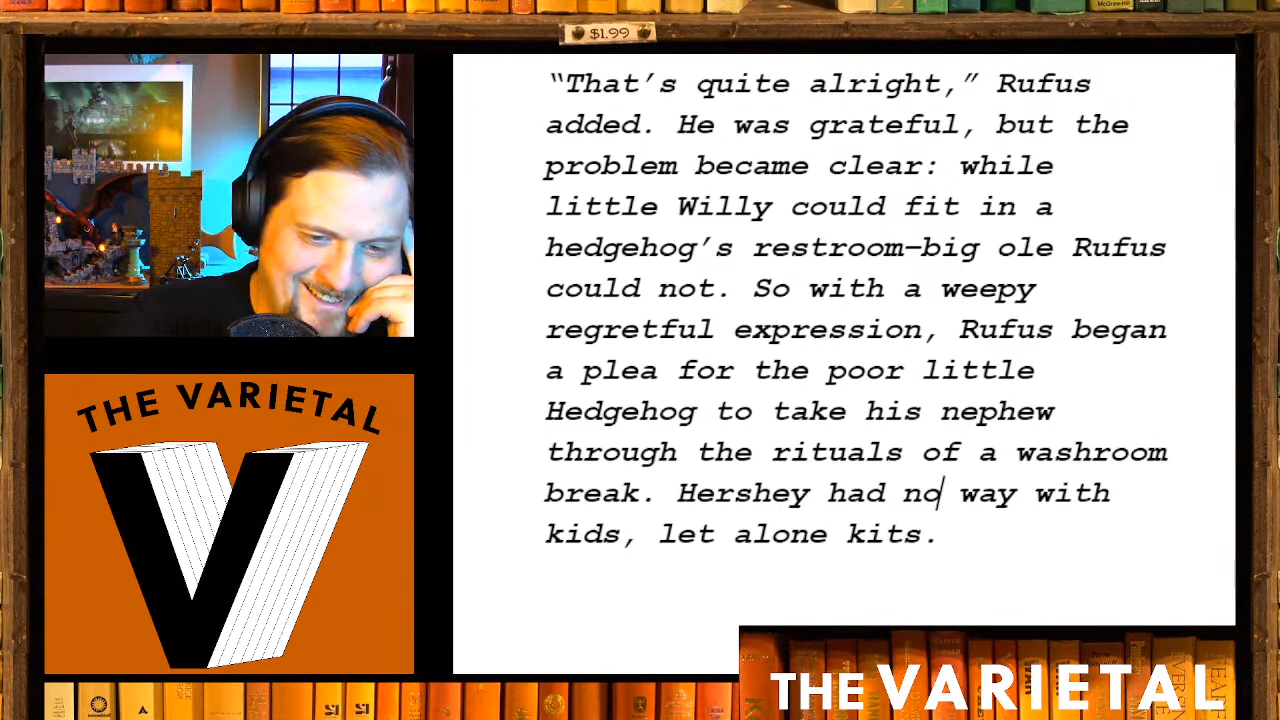 $1.99
McGraw-Hill
“That’s quite alright,” Rufus
added. He was grateful, but the
problem became clear: while
little Willy could fit in a
hedgehog’s restroom—big ole Rufus
could not. So with a weepy
regretful expression, Rufus began
a plea for the poor little
Hedgehog to take his nephew
through the rituals of a washroom
break. Hershey had no way with
kids, let alone kits.
THE VARIETAL
V
THE VARIETAL